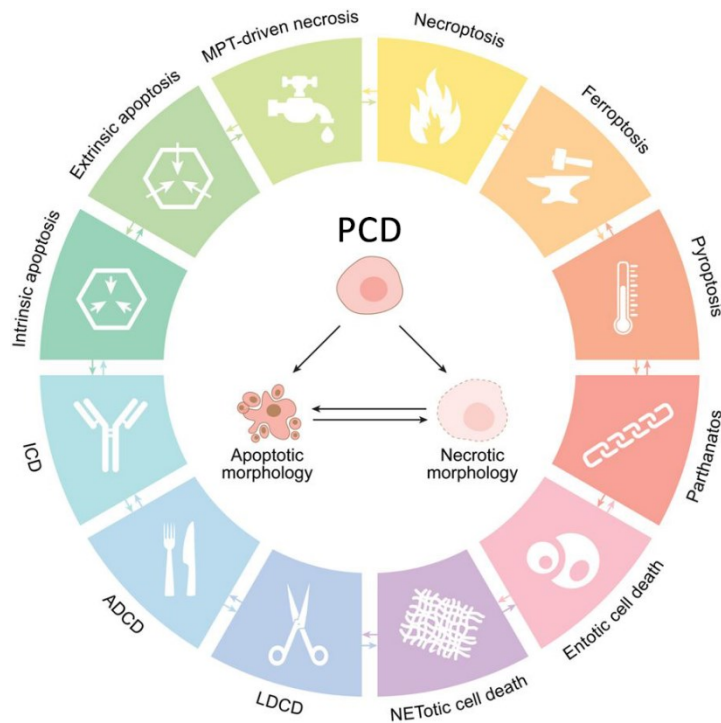 MPT-driven necrosis
Necroptosis
Ferroptosis
Pyroptosis
Parthanatos
Entotic cell death
NETotic cell death
LDCD
ADCD
ICD
Intrinsic apoptosis
Extrinsic apoptosis
PCD
Apoptotic
morphology
Necrotic
morphology